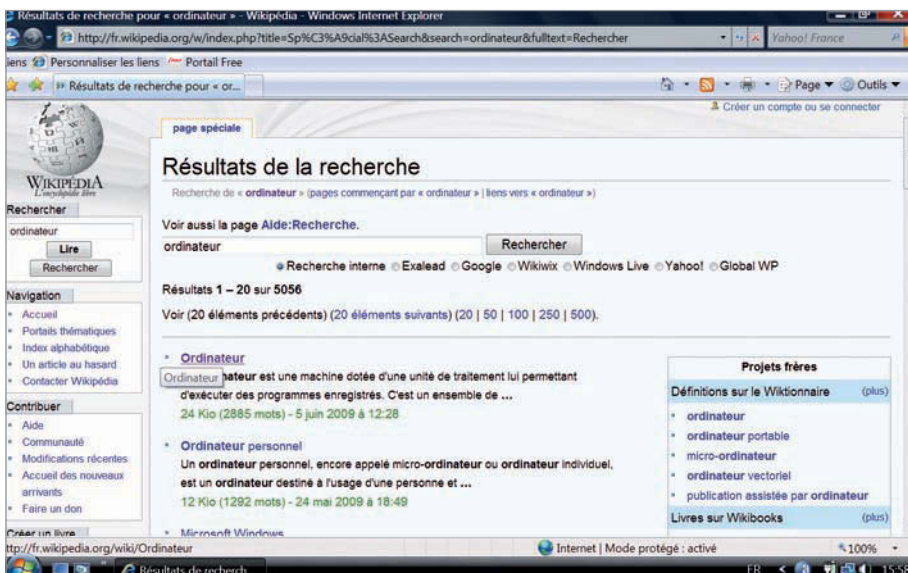 Résultats de recherche pour « ordinateur » - Wikipédia - Windows Internet Explorer
http://fr.wikipedia.org/w/index.php?title=Sp%C3%A9cial%3ASearch&search=ordinateur&fulltext=Rechercher
Yahoo! France
iens Personnaliser les liens Portail Free
Résultats de recherche pour « or...
Page Outils
Créer un compte ou se connecter
page spéciale
WIKIPÉDIA
L'encyclopédie libre
Résultats de la recherche
Recherche de « ordinateur » (pages commençant par « ordinateur » | liens vers « ordinateur »)
Rechercher
ordinateur
Lire
Rechercher
Voir aussi la page Aide:Recherche.
ordinateur Rechercher
Recherche interne Exalead Google Wikiwix Windows Live Yahoo! Global WP
Résultats 1 – 20 sur 5056
Voir (20 éléments précédents) (20 éléments suivants) (20 | 50 | 100 | 250 | 500).
Navigation
Accueil
Portails thématiques
Index alphabétique
Un article au hasard
Contacter Wikipédia
Contribuer
Aide
Communauté
Modifications récentes
Accueil des nouveaux
arrivants
Faire un don
Créer un livre
Ordinateur
Ordinateur
nateur est une machine dotée d'une unité de traitement lui permettant
d'exécuter des programmes enregistrés. C'est un ensemble de ...
24 Kio (2885 mots) - 5 juin 2009 à 12:28
Ordinateur personnel
Un ordinateur personnel, encore appelé micro-ordinateur ou ordinateur individuel,
est un ordinateur destiné à l'usage d'une personne et ...
12 Kio (1292 mots) - 24 mai 2009 à 18:49
Microsoft Windows
Projets frères
Définitions sur le Wiktionnaire (plus)
ordinateur
ordinateur portable
micro-ordinateur
ordinateur vectoriel
publication assistée par ordinateur
Livres sur Wikibooks (plus)
ttp://fr.wikipedia.org/wiki/Ordinateur
Internet | Mode protégé : activé
100%
Résultats de recherch...
FR
15:58